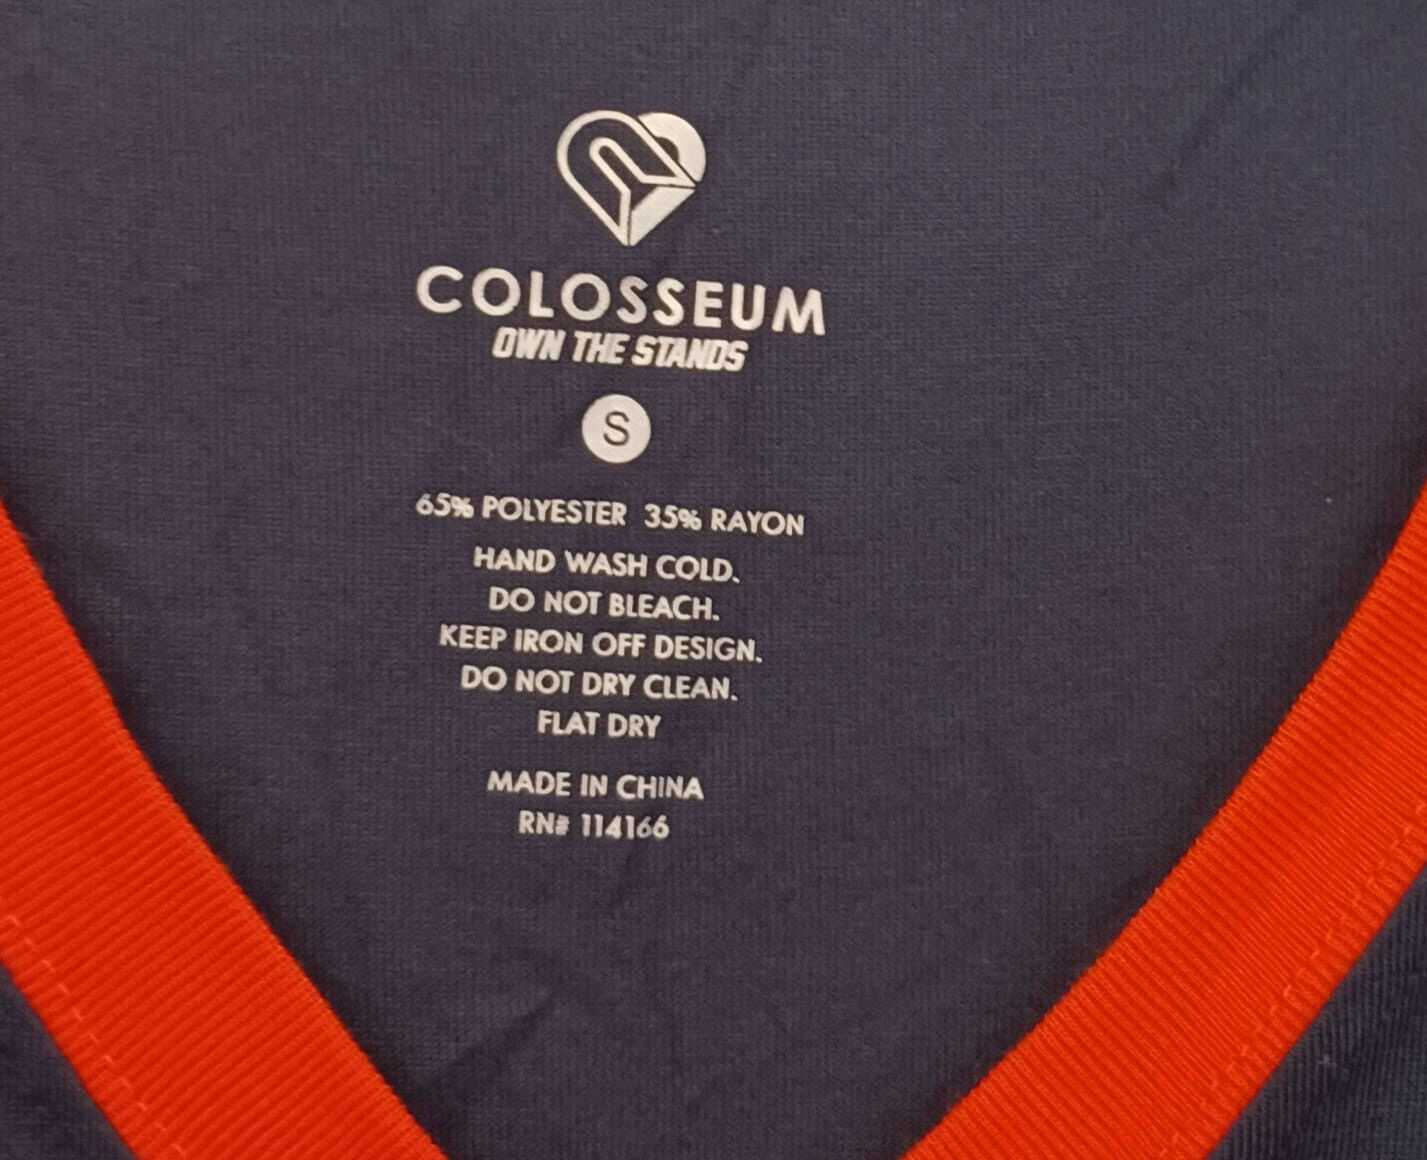 COLOSSEUM
OWN THE STANDS
S
65% POLYESTER 35% RAYON
HAND WASH COLD.
DO NOT BLEACH.
KEEP IRON OFF DESIGN.
DO NOT DRY CLEAN.
FLAT DRY
MADE IN CHINA
RN# 114166